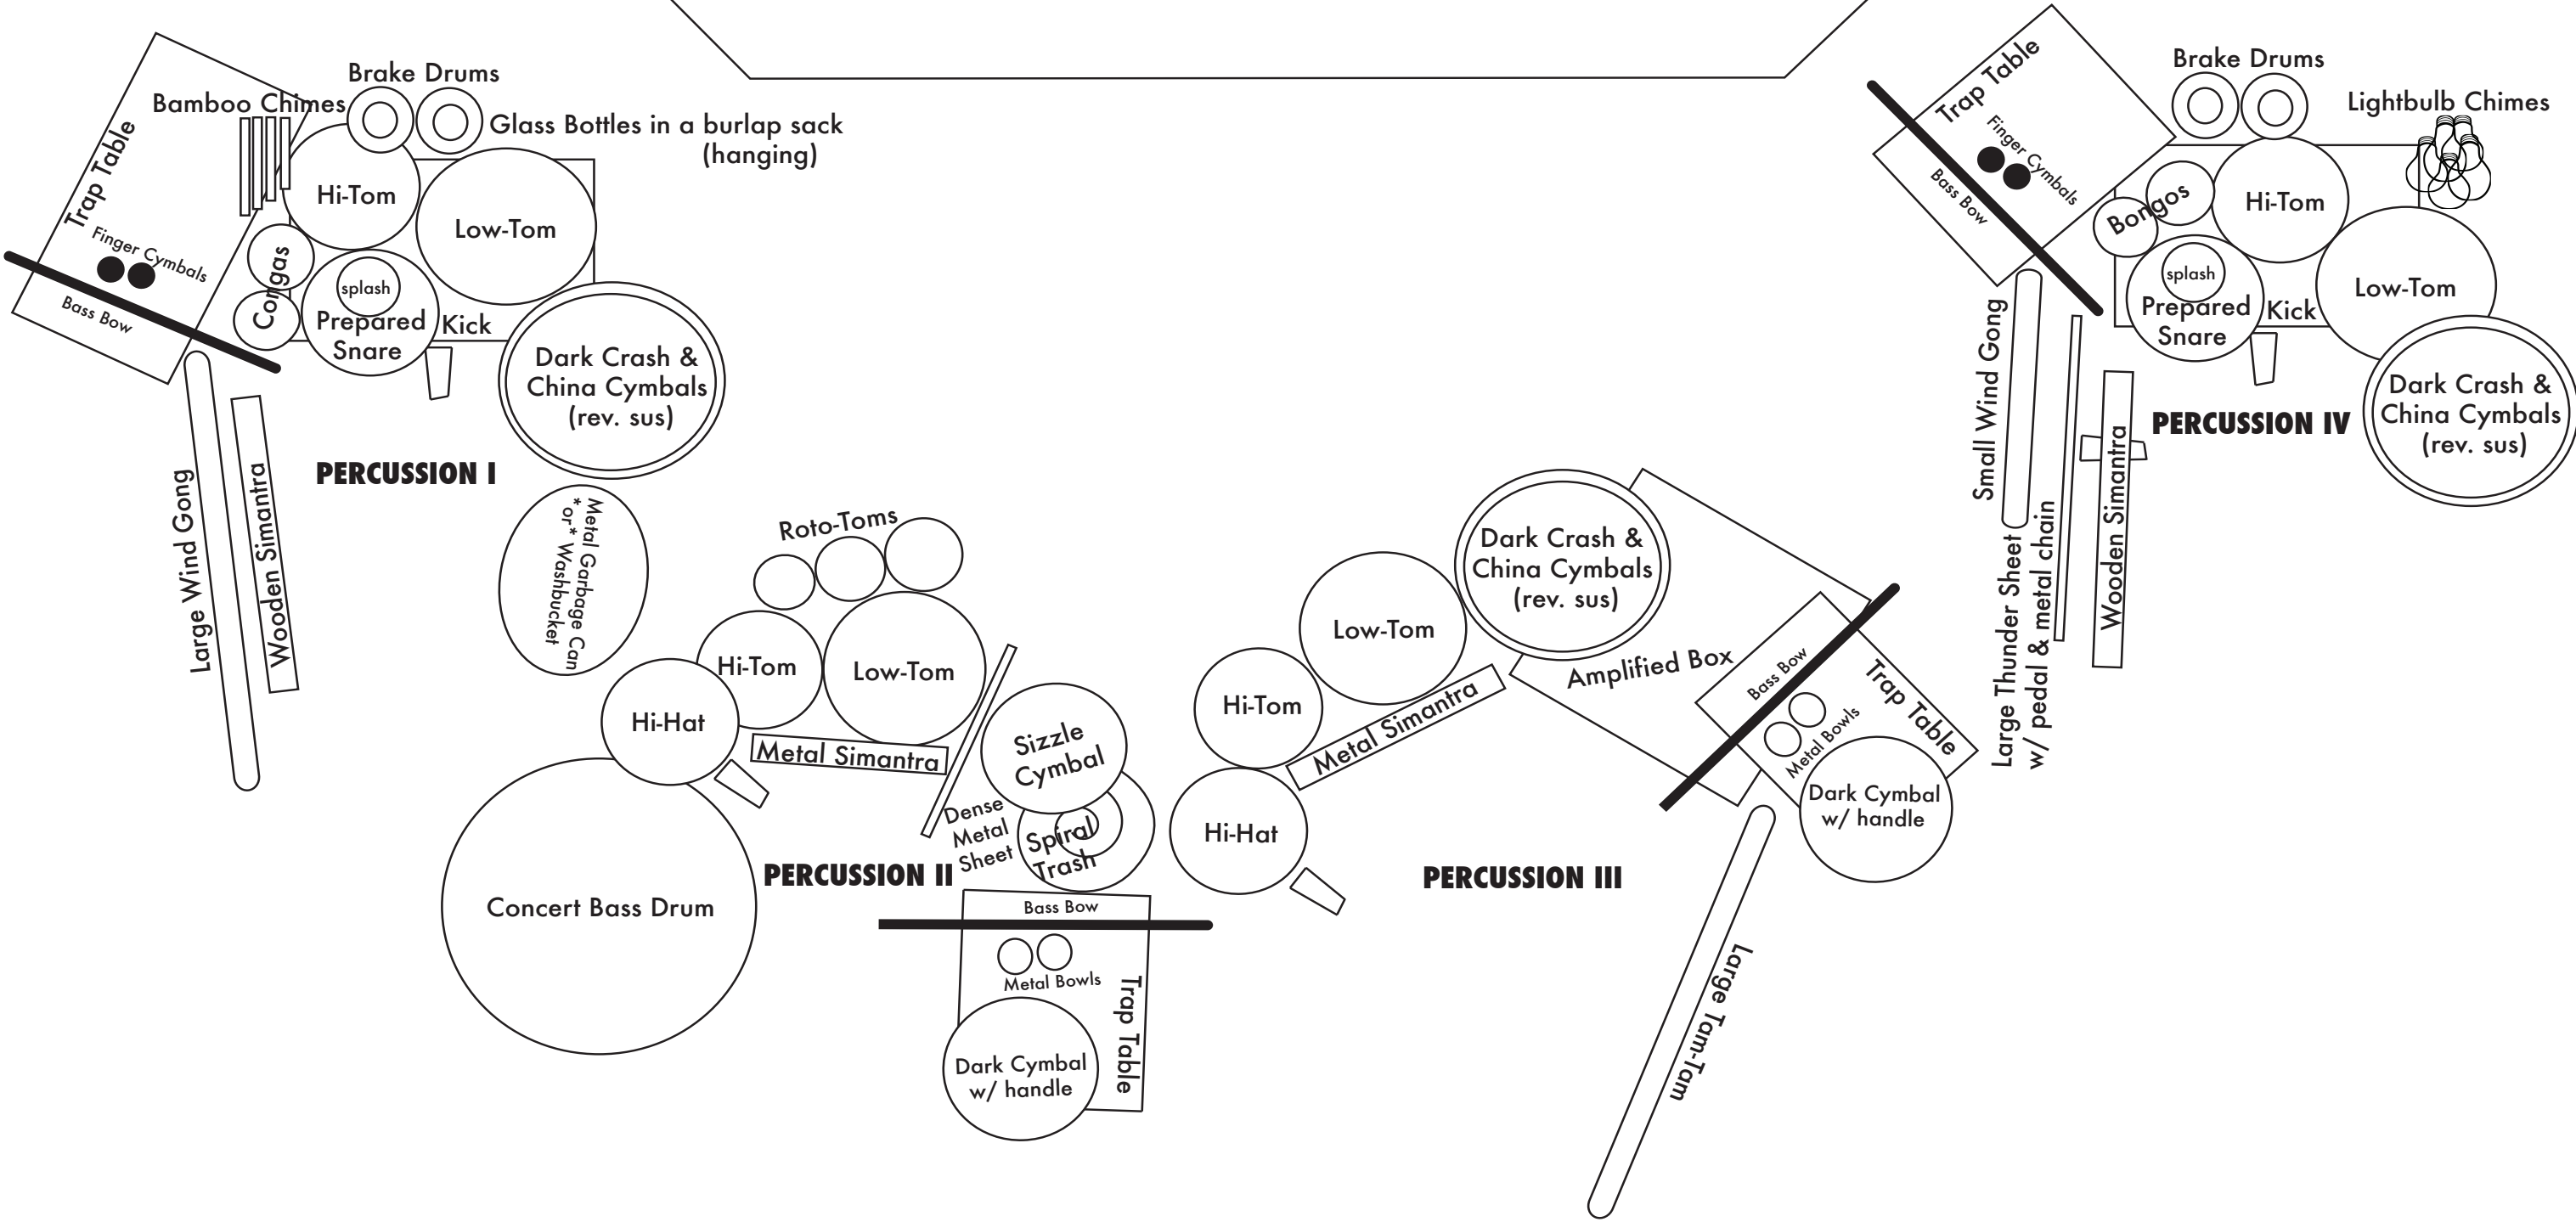 Trap Table
Bamboo Chimes
Brake Drums
Glass Bottles in a burlap sack
(hanging)
Hi-Tom
Low-Tom
Finger Cymbals
Bass Bow
Congas
splash
Prepared
Snare
Kick
Dark Crash &
China Cymbals
(rev. sus)
PERCUSSION I
Large Wind Gong
Wooden Simantra
Metal Garbage Can
*or* Washbucket
Roto-Toms
Hi-Tom
Low-Tom
Hi-Hat
Metal Simantra
Sizzle
Cymbal
Dense
Metal
Sheet
Spiral
Trash
PERCUSSION II
Concert Bass Drum
Bass Bow
Metal Bowls
Trap Table
Dark Cymbal
w/ handle
Dark Crash &
China Cymbals
(rev. sus)
Low-Tom
Hi-Tom
Metal Simantra
Hi-Hat
Amplified Box
PERCUSSION III
Bass Bow
Trap Table
Metal Bowls
Dark Cymbal
w/ handle
Large Tam-Tam
Trap Table
Finger Cymbals
Bass Bow
Brake Drums
Lightbulb Chimes
Bongos
Hi-Tom
Low-Tom
splash
Prepared
Snare
Kick
Dark Crash &
China Cymbals
(rev. sus)
PERCUSSION IV
Small Wind Gong
Large Thunder Sheet
w/ pedal & metal chain
Wooden Simantra